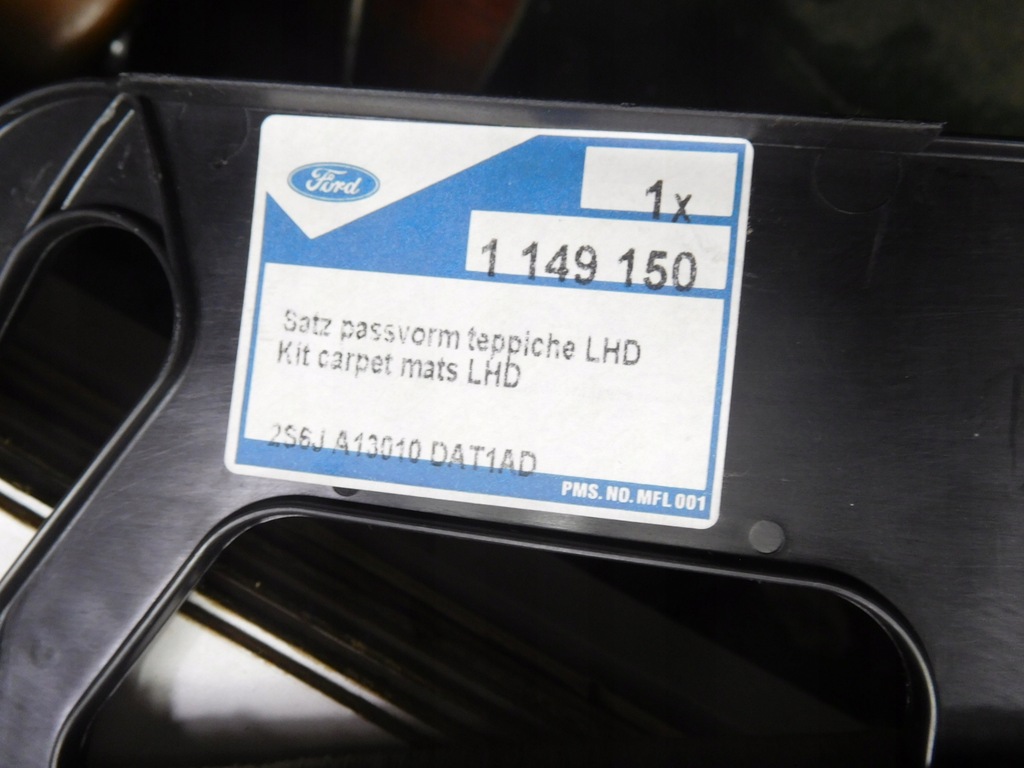 Ford
1x
1 149 150
Satz passvorm teppiche LHD
Kit carpet mats LHD
2S6J A13010 DAT1AD
PMS. NO. MFL 001